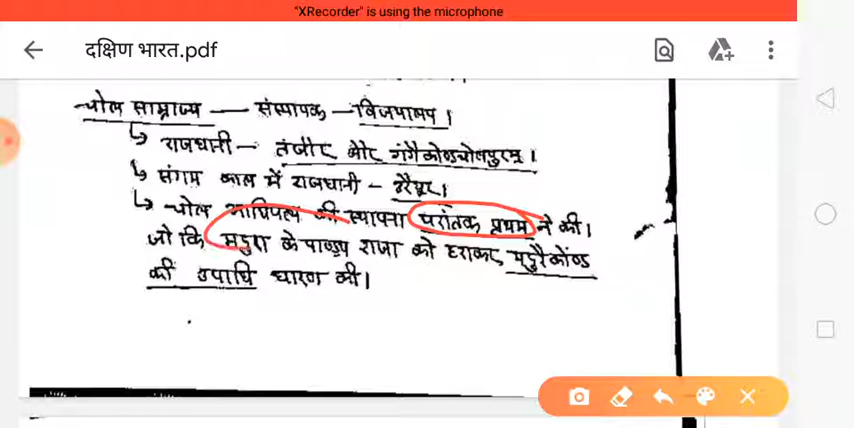 "XRecorder" is using the microphone
दक्षिण भारत.pdf
चोल साम्राज्य — संस्थापक — विजयालय।
↳ राजधानी — तंजौर और गंगैकोण्डचोलपुरम्।
↳ संगम काल में राजधानी — उरैयूर।
↳ चोल आधिपत्य की स्थापना परांतक प्रथम ने की।
जो कि मदुरा के पाण्ड्य राजा को हराकर मदुरैकोण्ड
की उपाधि धारण की।